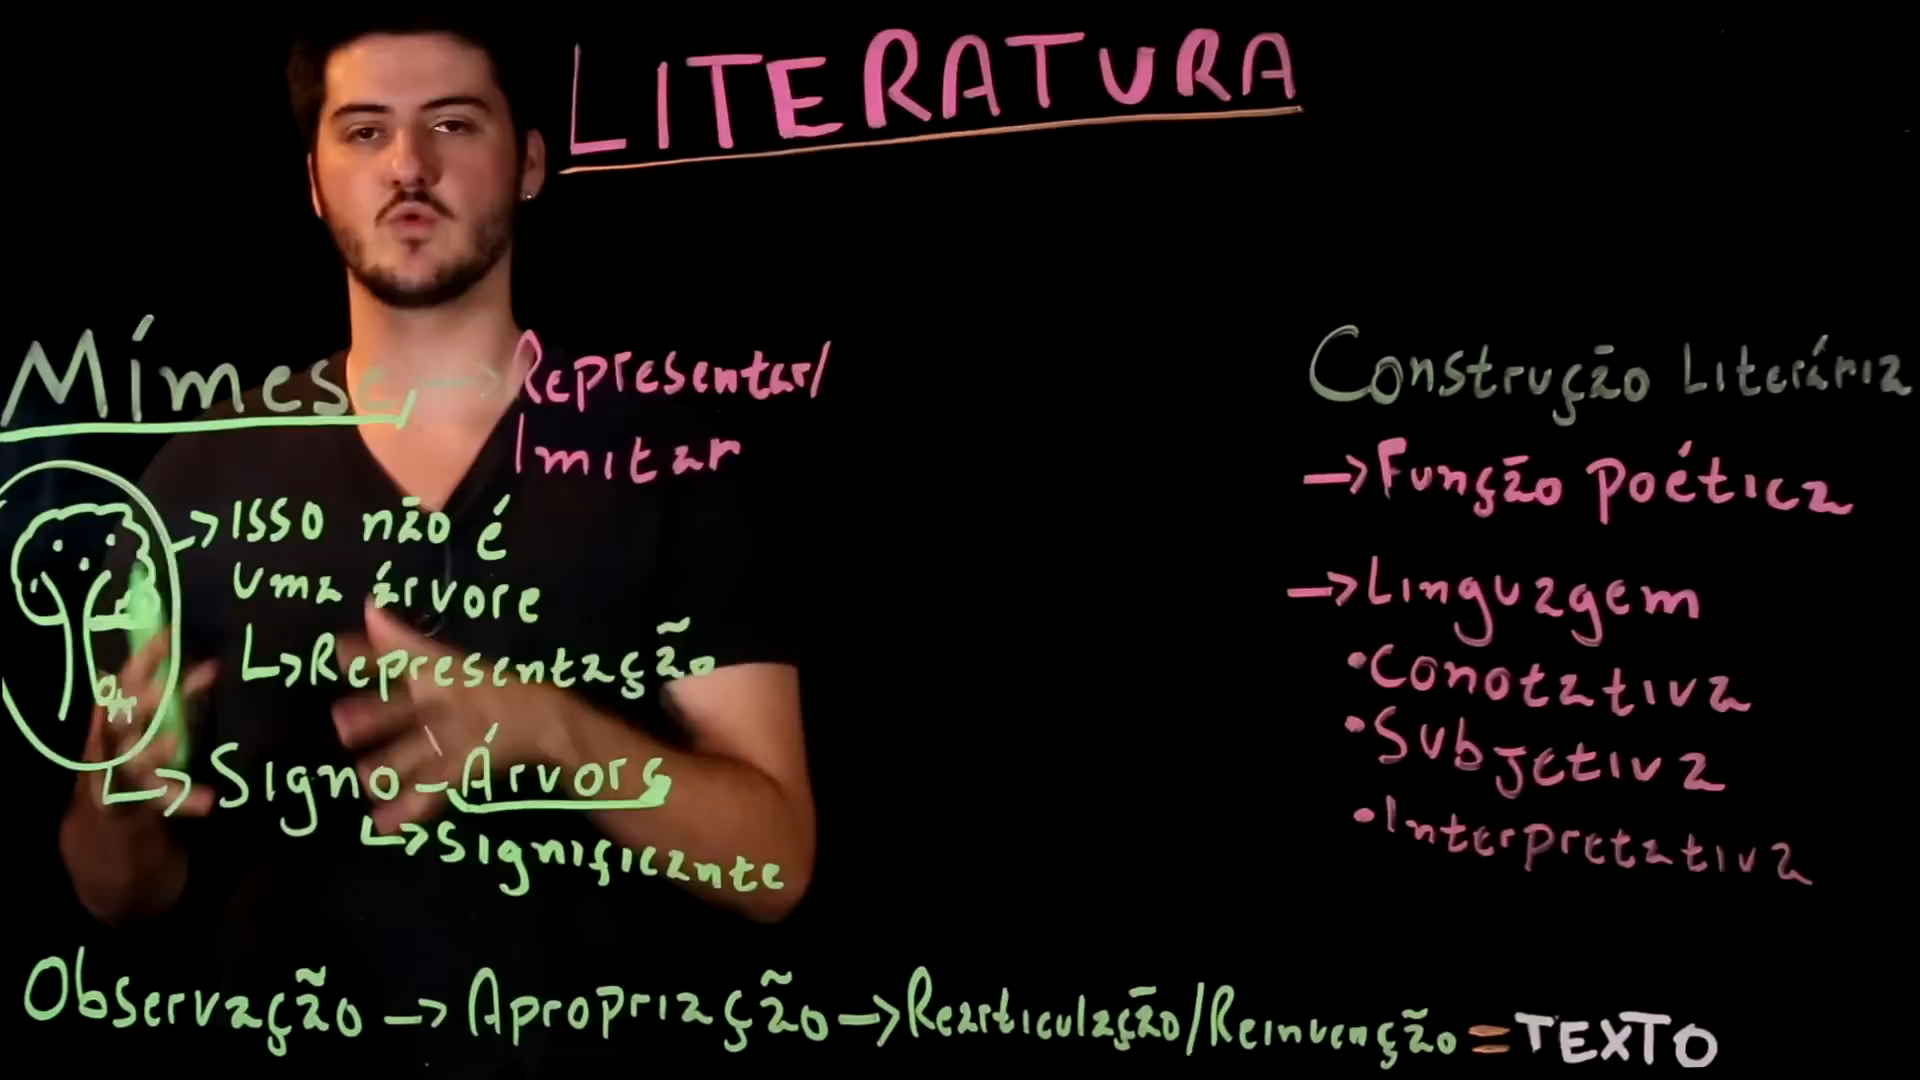 LITERATURA
Mímese, → Representar/
Imitar
→ Isso não é
uma árvore
↳ Representação
↳ Signo - Árvore
↳ Significante
Construção Literária
→ Função poética
→ Linguagem
• Conotativa
• Subjetiva
• Interpretativa
Observação → Apropriação → Rearticulação/Reinvenção = TEXTO